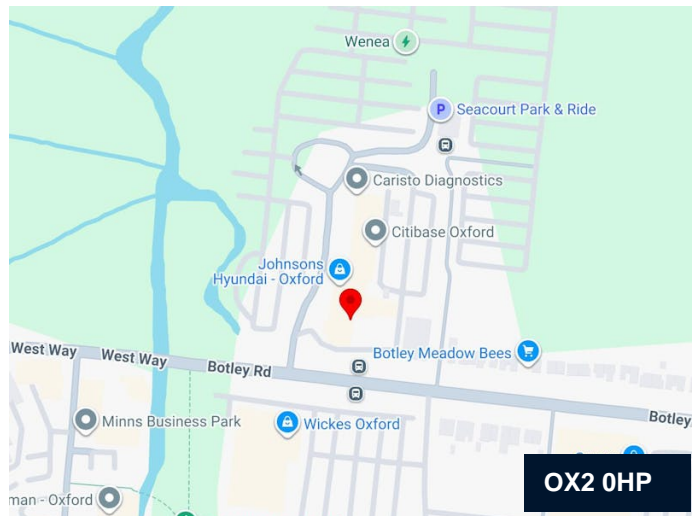 Wenea
P
Seacourt Park & Ride
Caristo Diagnostics
Citibase Oxford
Johnsons
Hyundai - Oxford
Botley Meadow Bees
West Way
West Way
Botley Rd
Botley
Minns Business Park
Wickes Oxford
man - Oxford
OX2 0HP